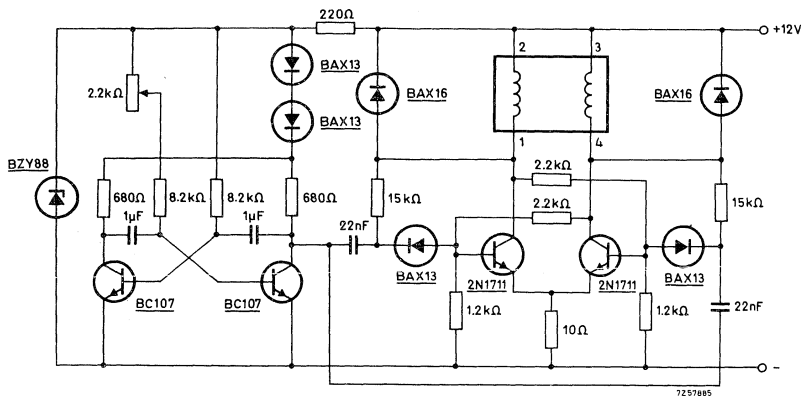 220Ω
+12V
2
3
BAX13
BAX16
BAX16
2.2kΩ
BAX13
1
4
BZY88
2.2kΩ
680Ω
8.2kΩ
8.2kΩ
680Ω
15kΩ
15kΩ
1µF
1µF
22nF
2.2kΩ
BAX13
2N1711
2N1711
BAX13
BC107
BC107
1.2kΩ
10Ω
1.2kΩ
22nF
-
7Z57885